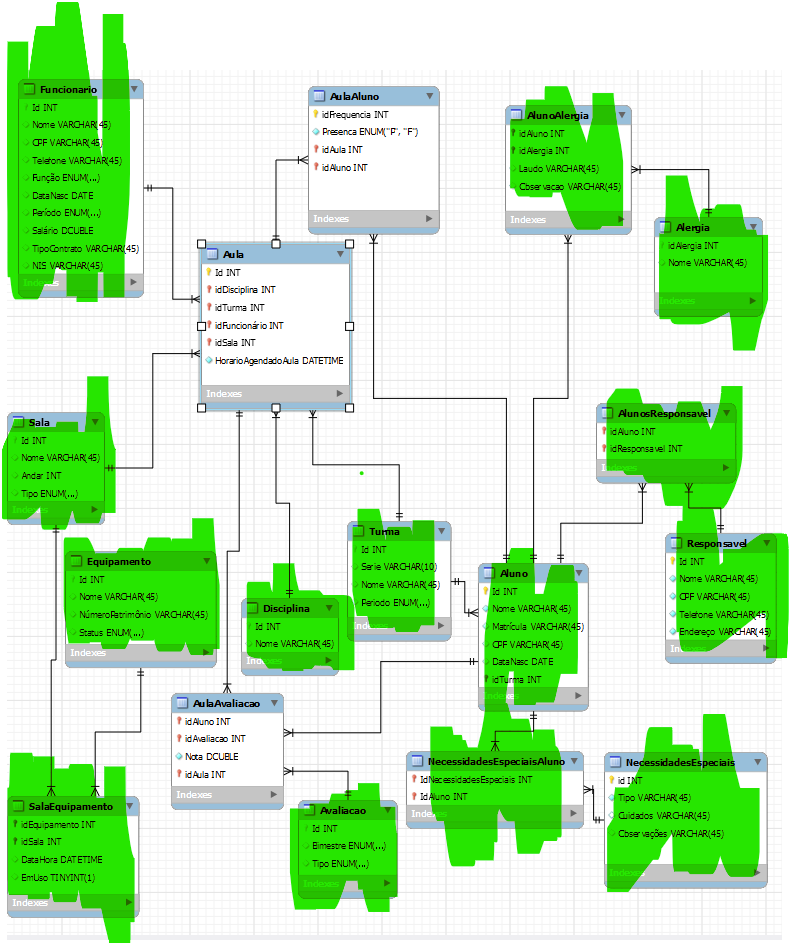 Funcionario
Id INT
Nome VARCHAR(45)
CPF VARCHAR(45)
Telefone VARCHAR(45)
Função ENUM(...)
DataNasc DATE
Período ENUM(...)
Salário DCUBLE
TipoContrato VARCHAR(45)
NIS VARCHAR(45)
Indexes
AulaAluno
idFrequencia INT
Presenca ENUM("P", "F")
idAula INT
idAluno INT
Indexes
AlunoAlergia
idAluno INT
idAlergia INT
Laudo VARCHAR(45)
Cbservacao VARCHAR(45)
Indexes
Alergia
idAlergia INT
Nome VARCHAR(45)
Indexes
Aula
Id INT
idDisciplina INT
idTurma INT
idFuncionário INT
idSala INT
HorarioAgendadoAula DATETIME
Indexes
Sala
Id INT
Nome VARCHAR(45)
Andar INT
Tipo ENUM(...)
Indexes
AlunosResponsavel
idAluno INT
idResponsavel INT
Indexes
Equipamento
Id INT
Nome VARCHAR(45)
NúmeroPatrimônio VARCHAR(45)
Status ENUM(...)
Indexes
Turma
Id INT
Serie VARCHAR(10)
Nome VARCHAR(45)
Periodo ENUM(...)
Indexes
Responsavel
Id INT
Nome VARCHAR(45)
CPF VARCHAR(45)
Telefone VARCHAR(45)
Endereço VARCHAR(45)
Indexes
Disciplina
Id INT
Nome VARCHAR(45)
Indexes
Aluno
Id INT
Nome VARCHAR(45)
Matrícula VARCHAR(45)
CPF VARCHAR(45)
DataNasc DATE
idTurma INT
Indexes
AulaAvaliacao
idAluno INT
idAvaliacao INT
Nota DCUBLE
idAula INT
Indexes
NecessidadesEspeciaisAluno
IdNecessidadesEspeciais INT
IdAluno INT
Indexes
NecessidadesEspeciais
id INT
Tipo VARCHAR(45)
Cuidados VARCHAR(45)
Cbservações VARCHAR(45)
Indexes
SalaEquipamento
idEquipamento INT
idSala INT
DataHora DATETIME
EmUso TINYINT(1)
Indexes
Avaliacao
Id INT
Bimestre ENUM(...)
Tipo ENUM(...)
Indexes